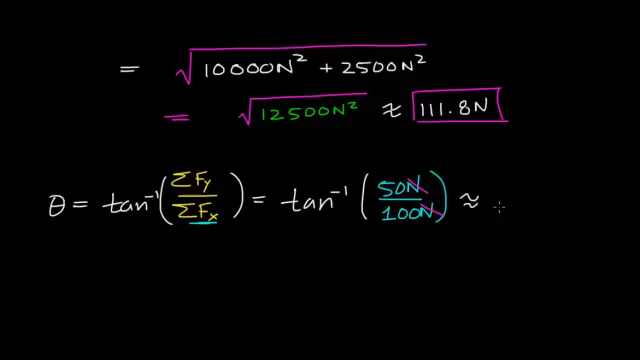 = √10000N² + 2500N²
= √12500N² ≈ 111.8N
θ = tan⁻¹(ΣFy/ΣFx) = tan⁻¹(50N/100N) ≈